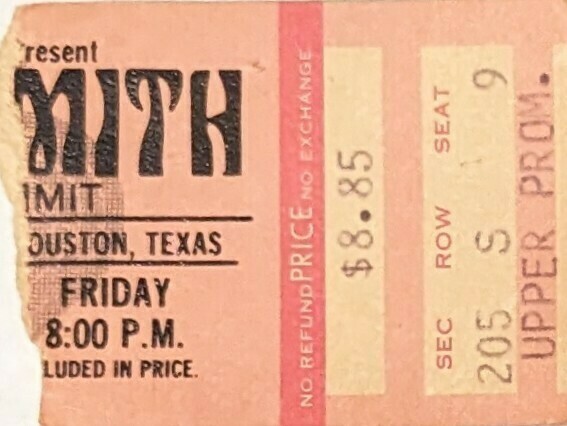 resent
MITH
IMIT
OUSTON, TEXAS
FRIDAY
8:00 P.M.
LUDED IN PRICE.
NO REFUND PRICE NO EXCHANGE
$8.85
SEC ROW SEAT
205 S 9
UPPER PROM.